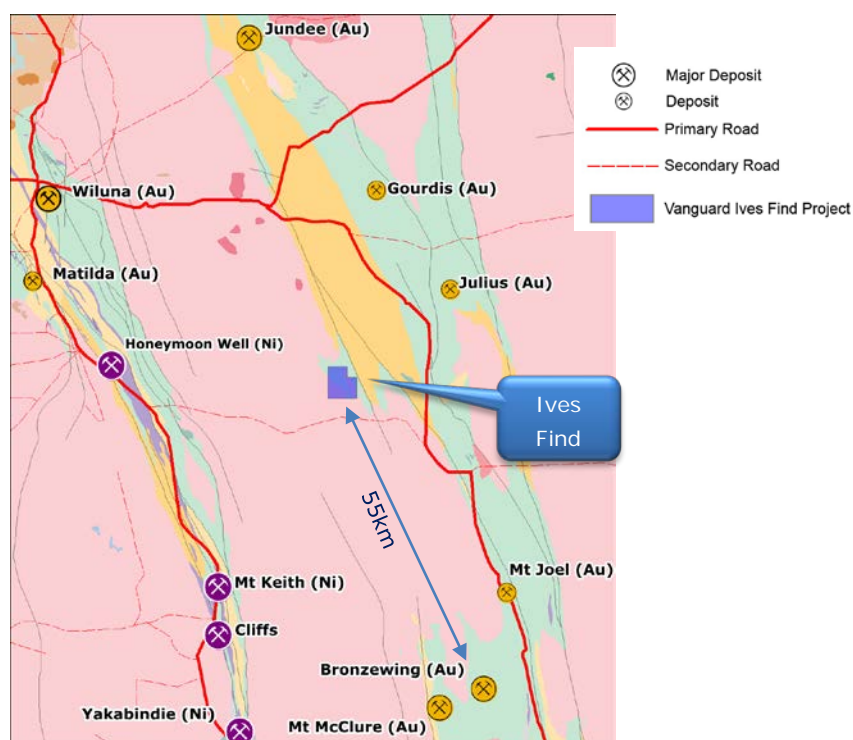 Jundee (Au)
Major Deposit
Deposit
Primary Road
Secondary Road
Vanguard Ives Find Project
Wiluna (Au)
Gourdis (Au)
Matilda (Au)
Julius (Au)
Honeymoon Well (Ni)
Ives
Find
55km
Mt Keith (Ni)
Mt Joel (Au)
Cliffs
Bronzewing (Au)
Yakabindie (Ni)
Mt McClure (Au)